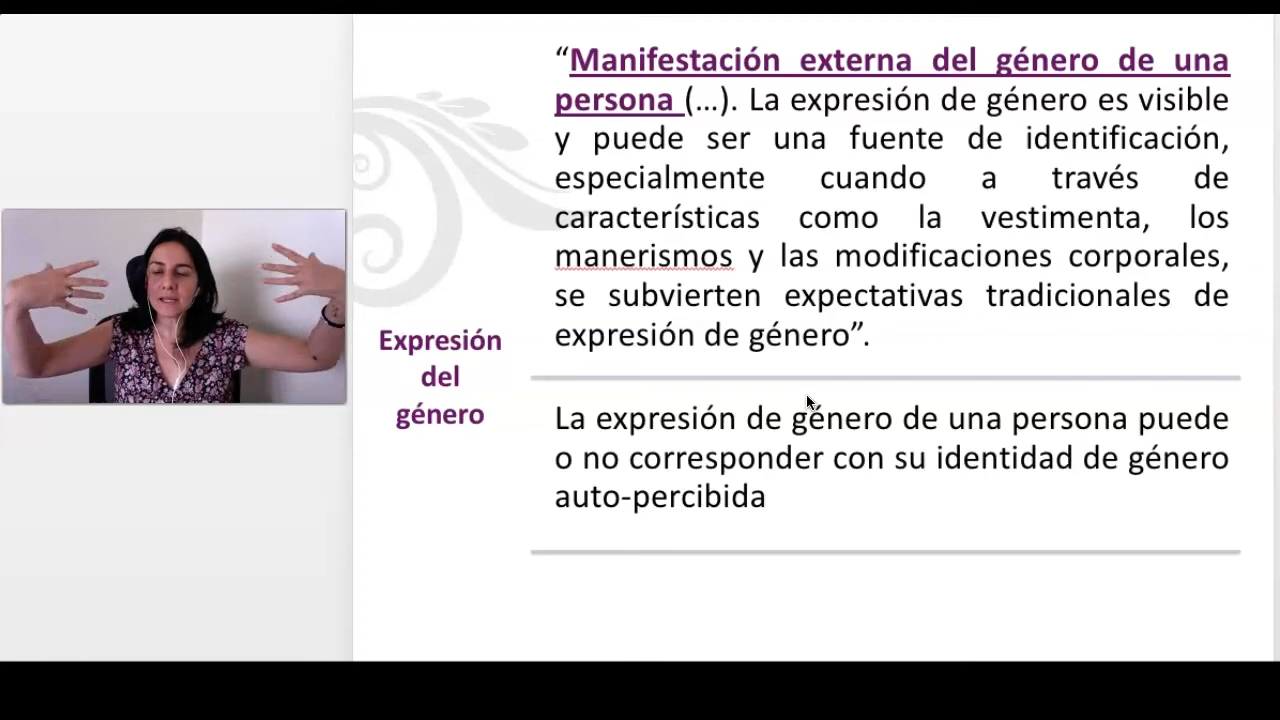 “Manifestación externa del género de una
persona (…). La expresión de género es visible
y puede ser una fuente de identificación,
especialmente cuando a través de
características como la vestimenta, los
manerismos y las modificaciones corporales,
se subvierten expectativas tradicionales de
expresión de género”.
Expresión
del
género
La expresión de género de una persona puede
o no corresponder con su identidad de género
auto-percibida